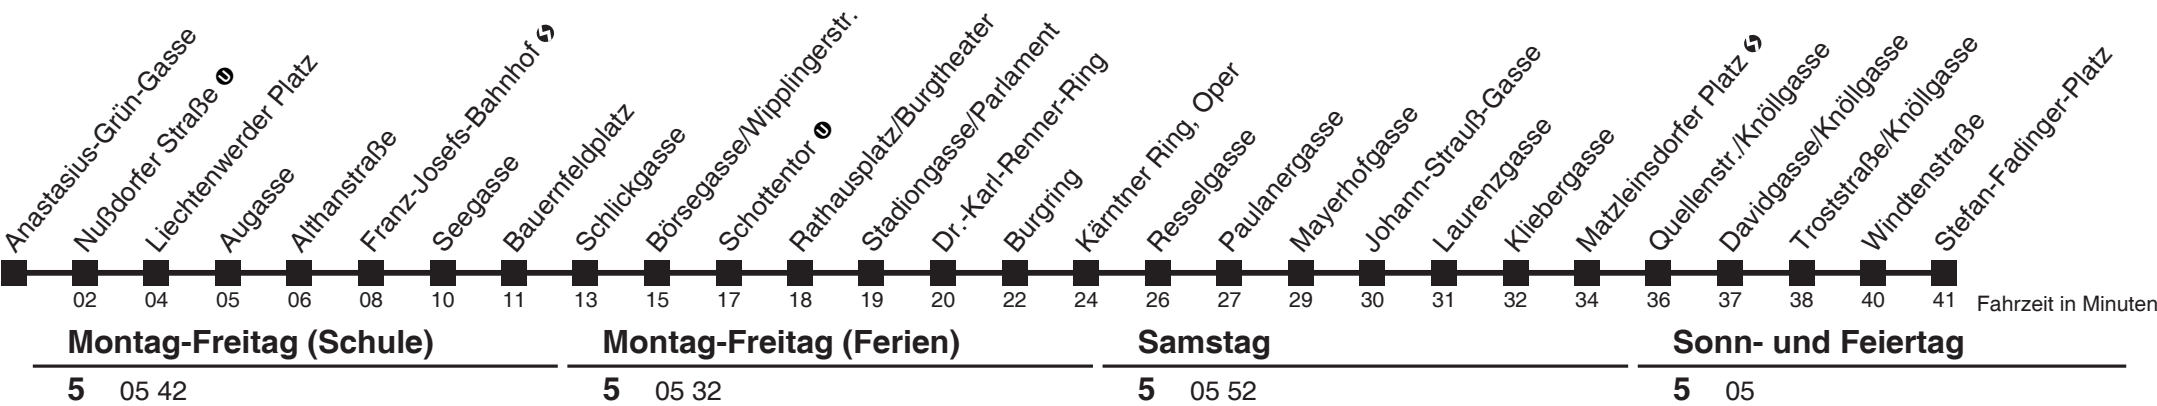 Anastasius-Grün-Gasse
Nußdorfer Straße U
Liechtenwerder Platz
Augasse
Althanstraße
Franz-Josefs-Bahnhof S
Seegasse
Bauernfeldplatz
Schlickgasse
Börsegasse/Wipplingerstr.
Schottentor U
Rathausplatz/Burgtheater
Stadiongasse/Parlament
Dr.-Karl-Renner-Ring
Burgring
Kärntner Ring, Oper
Resselgasse
Paulanergasse
Mayerhofgasse
Johann-Strauß-Gasse
Laurenzgasse
Kliebergasse
Matzleinsdorfer Platz S
Quellenstr./Knöllgasse
Davidgasse/Knöllgasse
Troststraße/Knöllgasse
Windtenstraße
Stefan-Fadinger-Platz
02 04 05 06 08 10 11 13 15 17 18 19 20 22 24 26 27 29 30 31 32 34 36 37 38 40 41 Fahrzeit in Minuten
Montag-Freitag (Schule) Montag-Freitag (Ferien) Samstag Sonn- und Feiertag
5 05 42 5 05 32 5 05 52 5 05